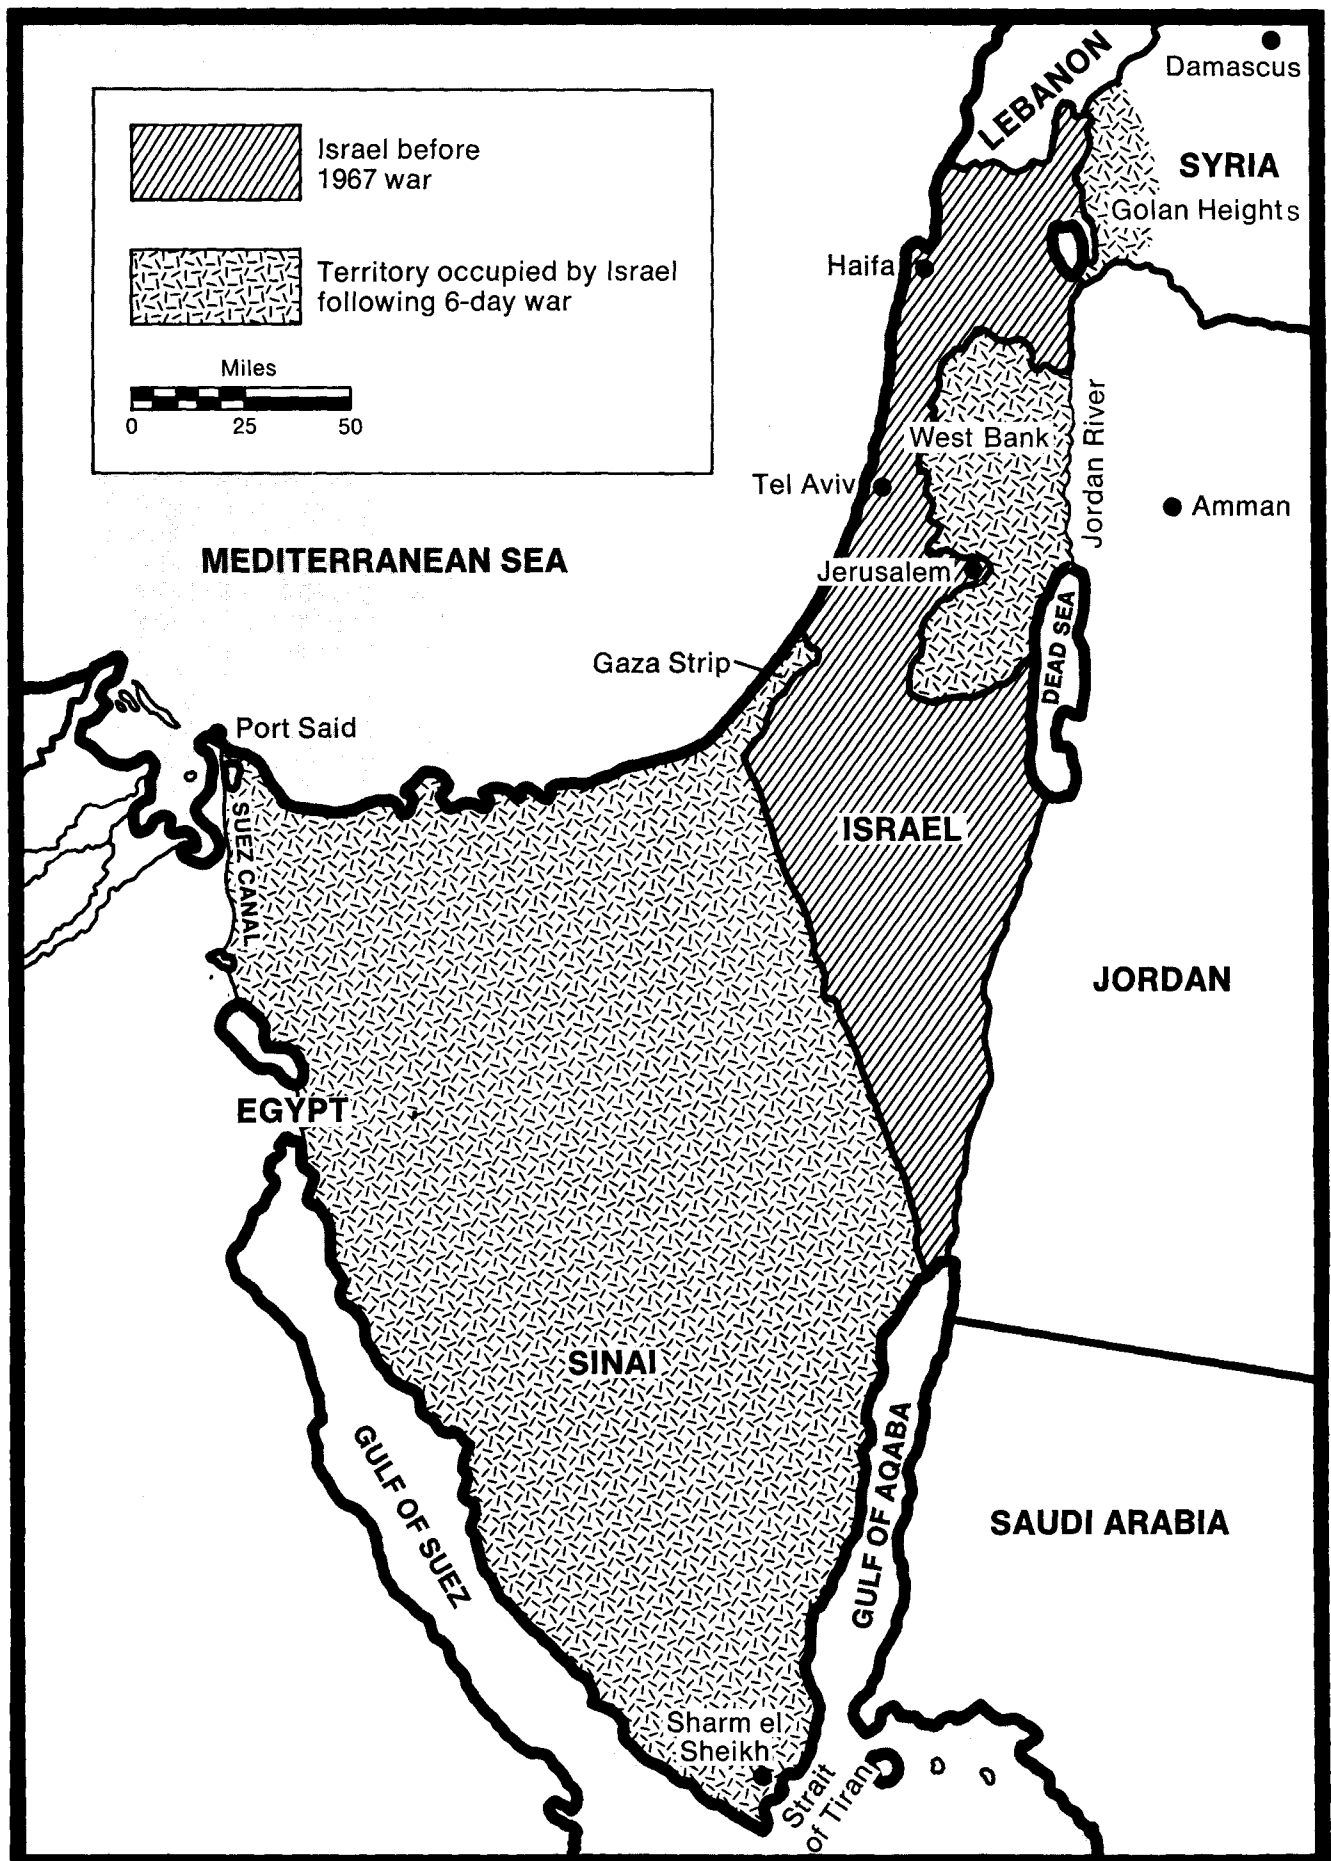 Israel before
1967 war
Territory occupied by Israel
following 6-day war
Miles
0 25 50
LEBANON
Damascus
SYRIA
Golan Heights
Haifa
West Bank
Jordan River
Tel Aviv
Amman
MEDITERRANEAN SEA
Jerusalem
DEAD SEA
Gaza Strip
Port Said
SUEZ CANAL
ISRAEL
JORDAN
EGYPT
SINAI
GULF OF SUEZ
GULF OF AQABA
SAUDI ARABIA
Sharm el
Sheikh
Strait
of Tiran